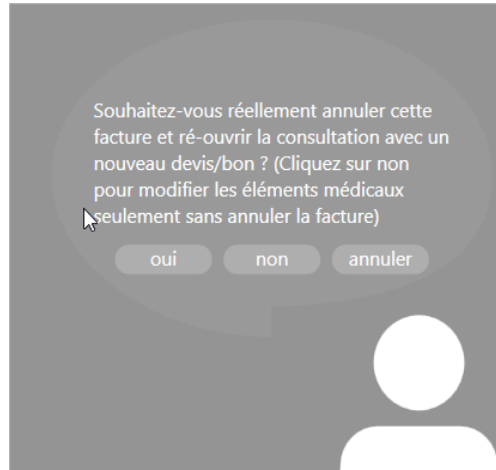 Souhaitez-vous réellement annuler cette
facture et ré-ouvrir la consultation avec un
nouveau devis/bon ? (Cliquez sur non
pour modifier les éléments médicaux
seulement sans annuler la facture)
oui non annuler